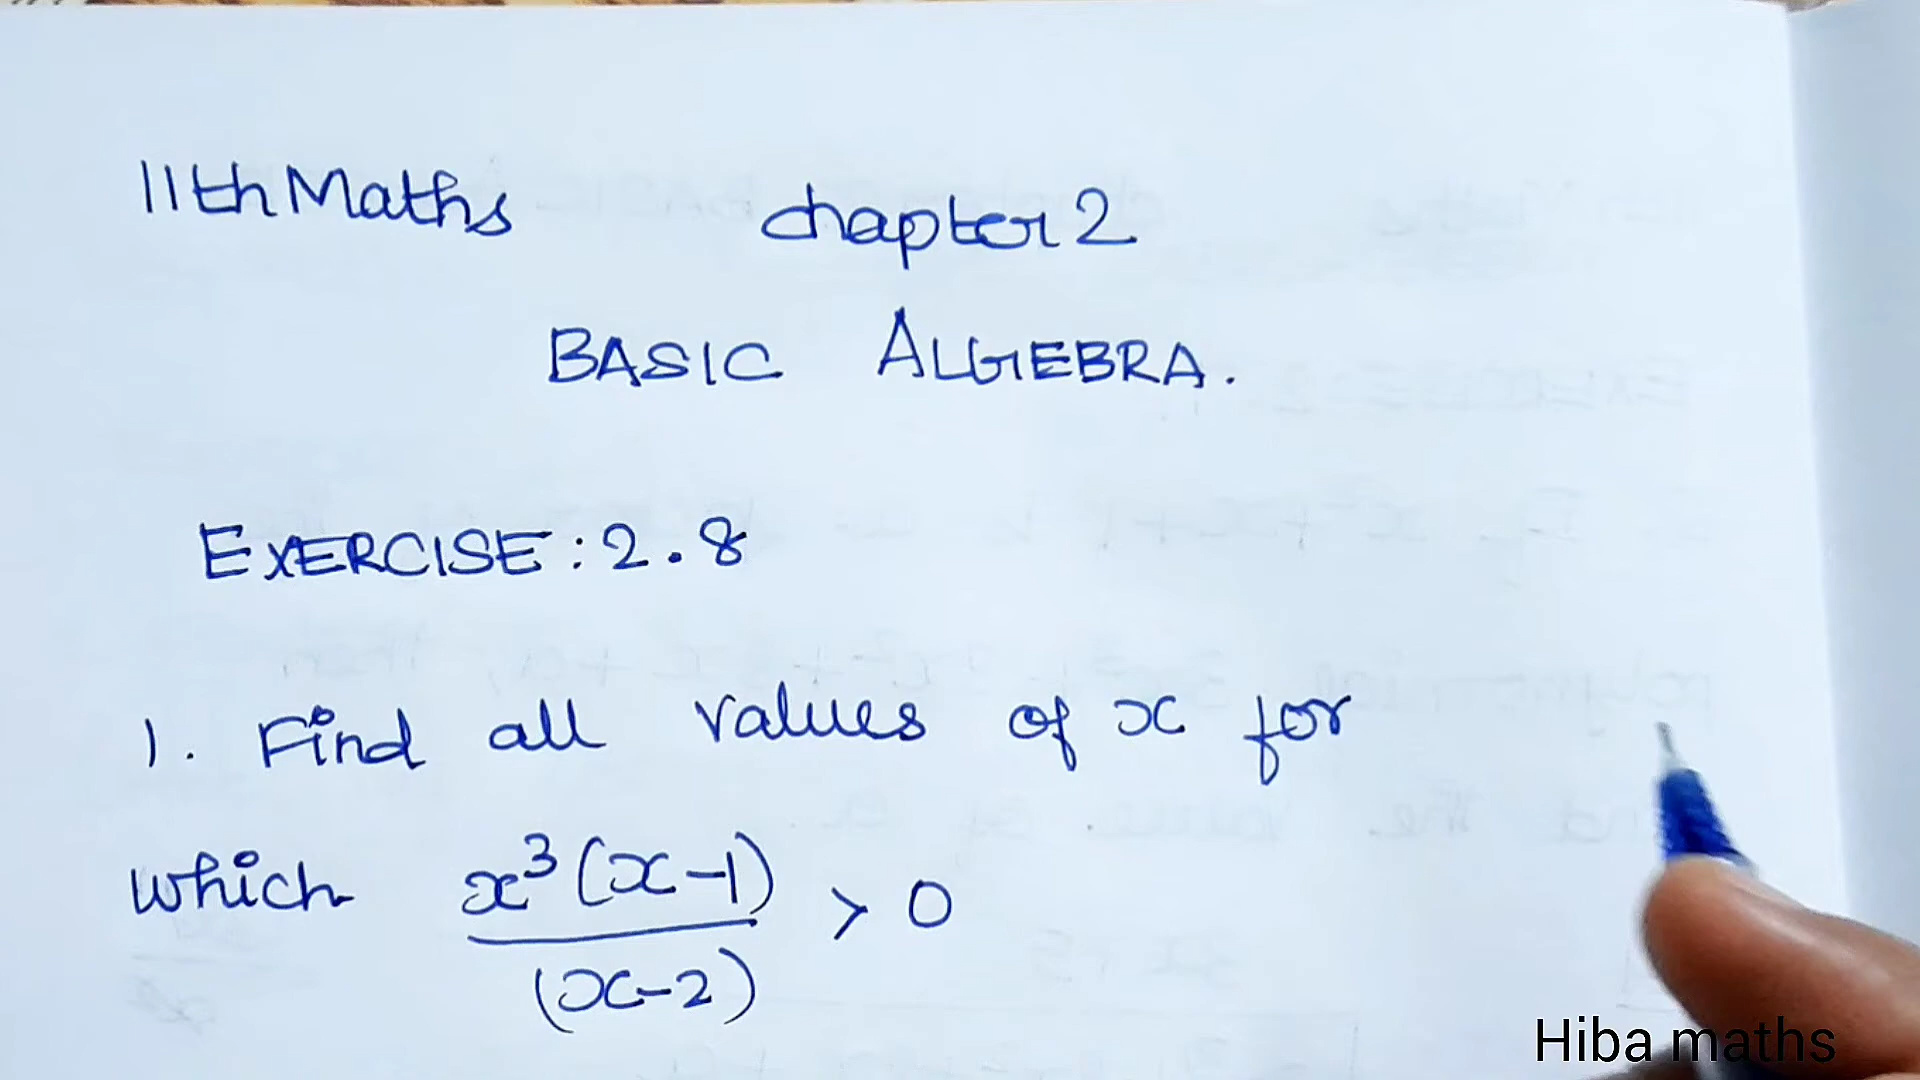 11th Maths chapter 2
BASIC ALGEBRA.
EXERCISE : 2.8
1. Find all values of x for
which x³(x-1)/(x-2) > 0
Hiba maths